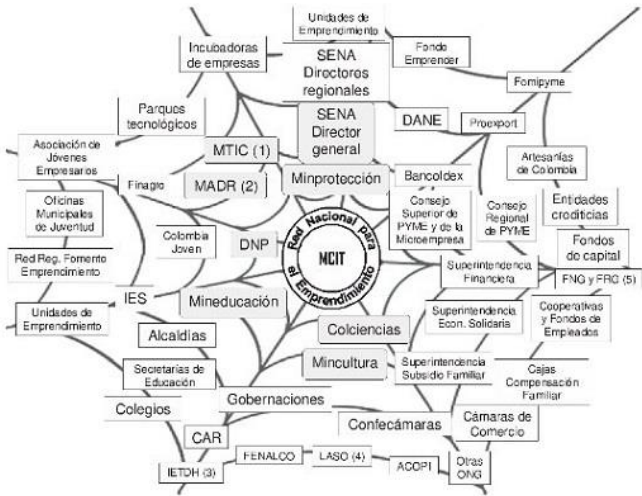 Unidades de
Emprendimiento
Incubadoras
de empresas
SENA
Directores
regionales
Fondo
Emprender
Fomipyme
Parques
tecnológicos
SENA
Director
general
DANE
Proexport
Asociación de
Jóvenes
Empresarios
MTIC (1)
Artesanías
de Colombia
Finagro
MADR (2)
Minprotección
Bancoldex
Oficinas
Municipales
de Juventud
Consejo
Superior de
PYME y de la
Microempresa
Consejo
Regional
de PYME
Entidades
crediticias
Colombia
Joven
DNP
Red Nacional para
el Emprendimiento
MCIT
Fondos
de capital
Red Reg. Fomento
Emprendimiento
Superintendencia
Financiera
FNG y FRG (5)
IES
Mineducación
Unidades de
Emprendimiento
Superintendencia
Econ. Solidaria
Cooperativas
y Fondos de
Empleados
Alcaldías
Colciencias
Secretarías de
Educación
Mincultura
Superintencencia
Subsidio Familiar
Cajas
Compensación
Familiar
Colegios
Gobernaciones
Confecámaras
Cámaras de
Comercio
CAR
IETDH (3)
FENALCO
LASO (4)
ACOPI
Otras
ONG